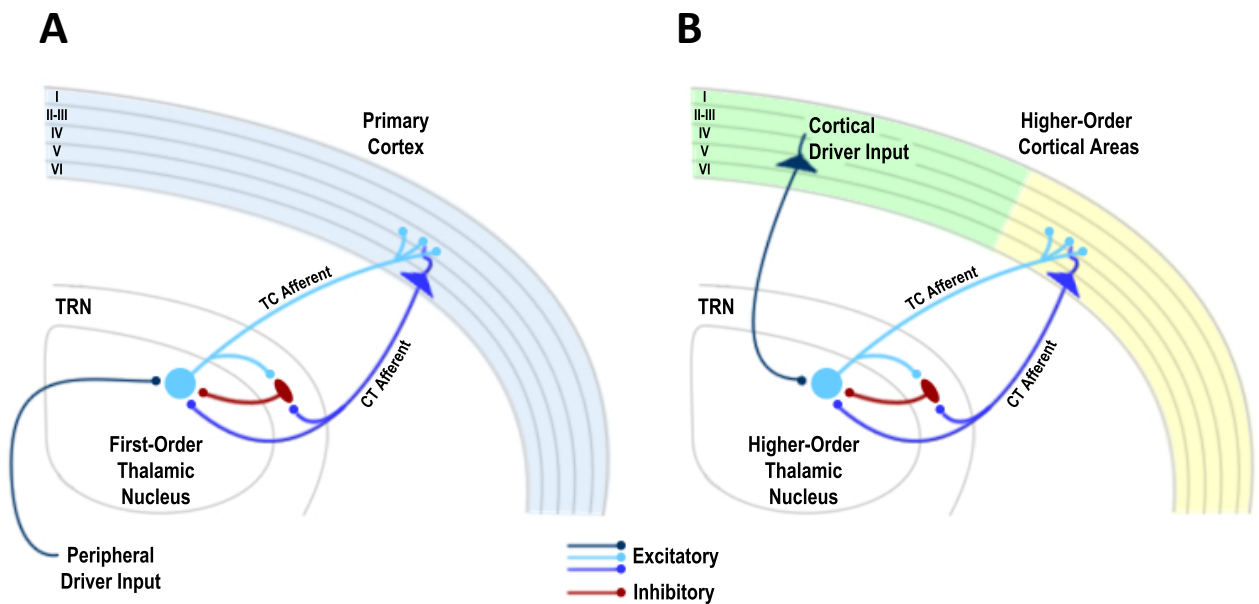 A
I
II-III
IV
V
VI
Primary
Cortex
TC Afferent
TRN
CT Afferent
First-Order
Thalamic
Nucleus
Peripheral
Driver Input
B
I
II-III
IV
V
VI
Cortical
Driver Input
Higher-Order
Cortical Areas
TC Afferent
TRN
CT Afferent
Higher-Order
Thalamic
Nucleus
Excitatory
Inhibitory